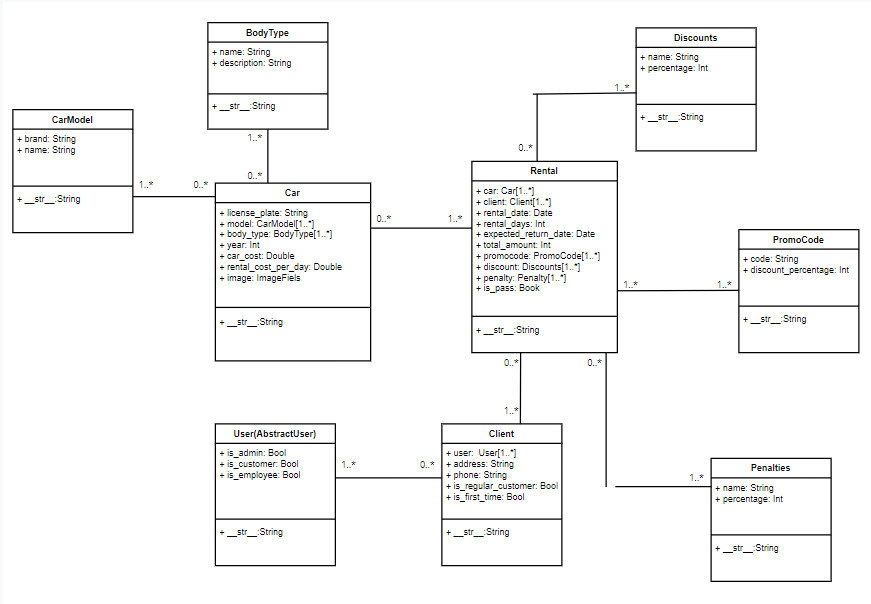 BodyType
+ name: String
+ description: String
+ __str__:String
1..*
0..*
Discounts
+ name: String
+ percentage: Int
+ __str__:String
1..*
0..*
CarModel
+ brand: String
+ name: String
+ __str__:String
1..*
0..*
Car
+ license_plate: String
+ model: CarModel[1..*]
+ body_type: BodyType[1..*]
+ year: Int
+ car_cost: Double
+ rental_cost_per_day: Double
+ image: ImageFiels
+ __str__:String
0..*
1..*
Rental
+ car: Car[1..*]
+ client: Client[1..*]
+ rental_date: Date
+ rental_days: Int
+ expected_return_date: Date
+ total_amount: Int
+ promocode: PromoCode[1..*]
+ discount: Discounts[1..*]
+ penalty: Penalty[1..*]
+ is_pass: Book
+ __str__:String
1..*
1..*
PromoCode
+ code: String
+ discount_percentage: Int
+ __str__:String
0..*
0..*
1..*
User(AbstractUser)
+ is_admin: Bool
+ is_customer: Bool
+ is_employee: Bool
+ __str__:String
1..*
0..*
Client
+ user:  User[1..*]
+ address: String
+ phone: String
+ is_regular_customer: Bool
+ is_first_time: Bool
+ __str__:String
1..*
Penalties
+ name: String
+ percentage: Int
+ __str__:String